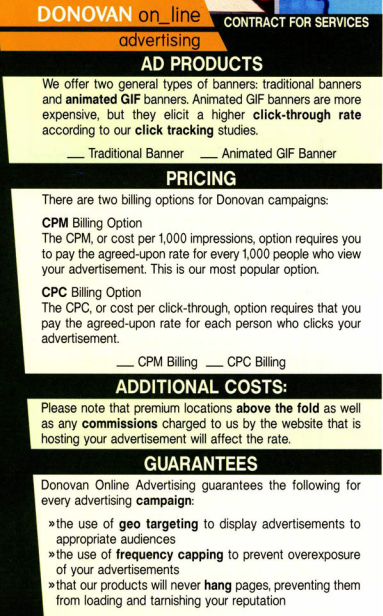 DONOVAN on_line
advertising
CONTRACT FOR SERVICES
AD PRODUCTS
We offer two general types of banners: traditional banners
and animated GIF banners. Animated GIF banners are more
expensive, but they elicit a higher click-through rate
according to our click tracking studies.
___ Traditional Banner ___ Animated GIF Banner
PRICING
There are two billing options for Donovan campaigns:
CPM Billing Option
The CPM, or cost per 1,000 impressions, option requires you
to pay the agreed-upon rate for every 1,000 people who view
your advertisement. This is our most popular option.
CPC Billing Option
The CPC, or cost per click-through, option requires that you
pay the agreed-upon rate for each person who clicks your
advertisement.
___ CPM Billing ___ CPC Billing
ADDITIONAL COSTS:
Please note that premium locations above the fold as well
as any commissions charged to us by the website that is
hosting your advertisement will affect the rate.
GUARANTEES
Donovan Online Advertising guarantees the following for
every advertising campaign:
» the use of geo targeting to display advertisements to
appropriate audiences
» the use of frequency capping to prevent overexposure
of your advertisements
» that our products will never hang pages, preventing them
from loading and tarnishing your reputation